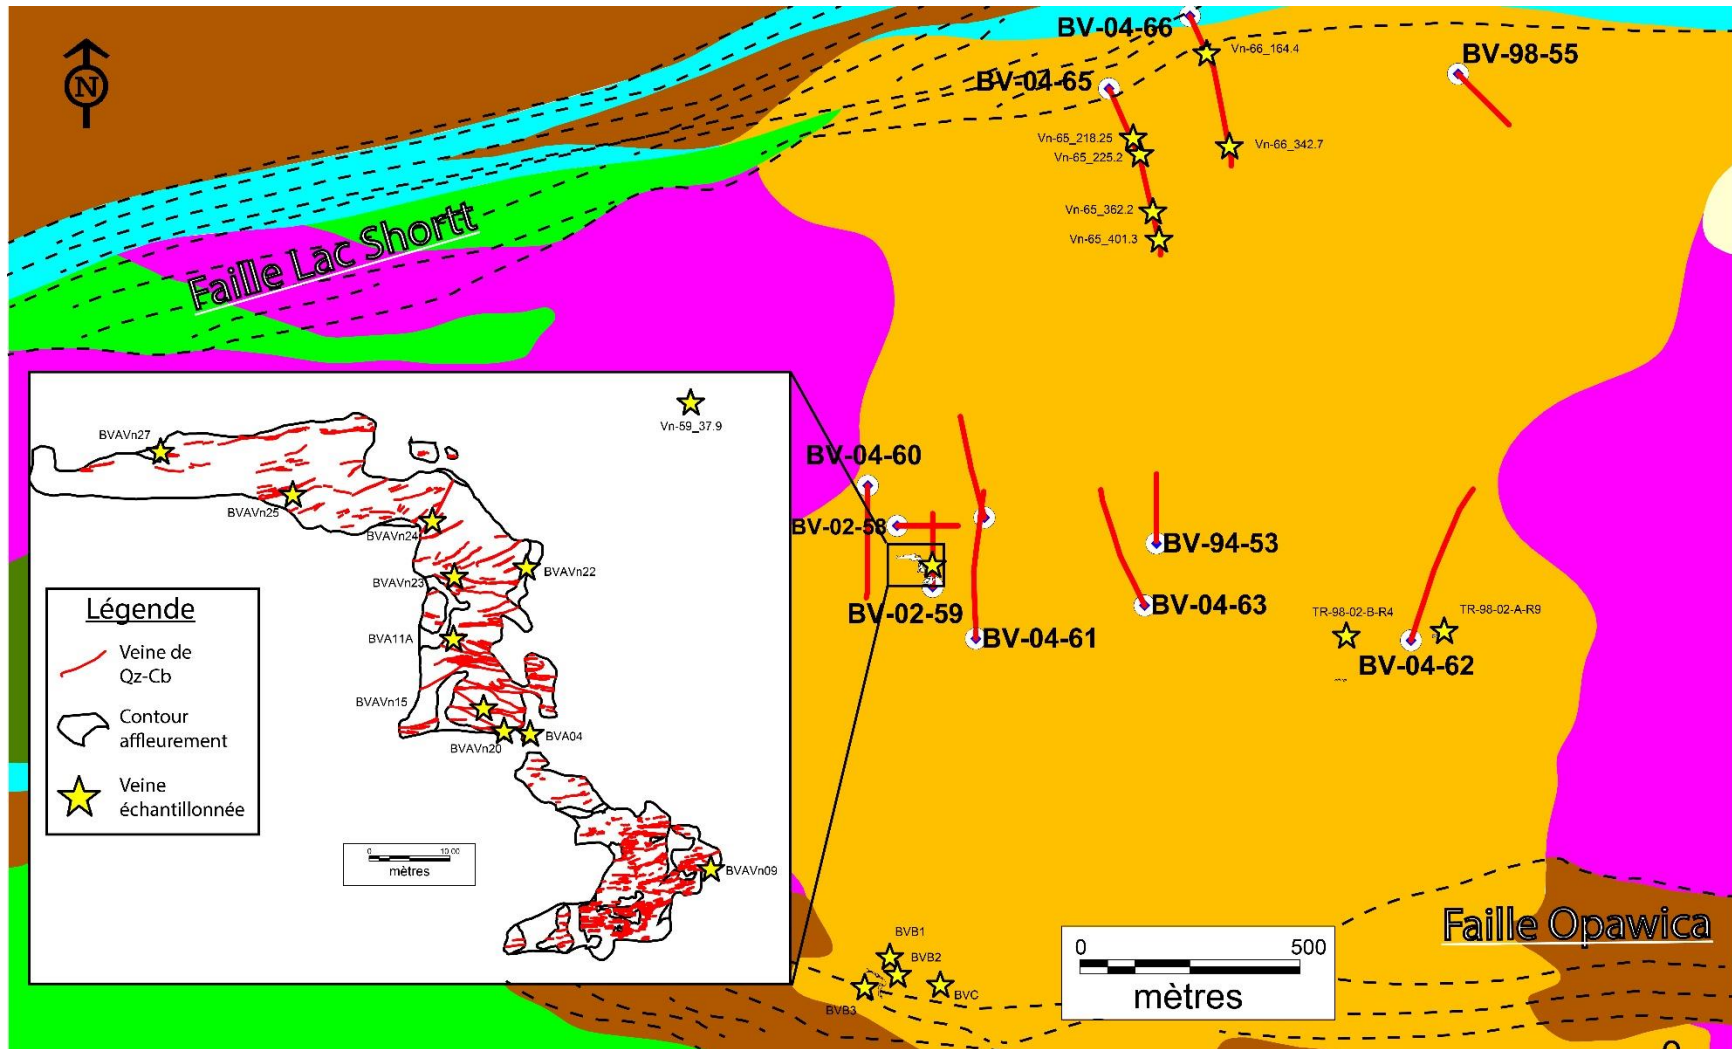 N
BV-04-66
Vn-66_164.4
BV-98-55
BV-04-65
Vn-65_218.25
Vn-65_225.2
Vn-66_342.7
Vn-65_362.2
Vn-65_401.3
Faille Lac Shortt
Vn-59_37.9
BVAVn27
BVAVn25
BVAVn24
BVAVn23
BVAVn22
BVA11A
BVAVn15
BVAVn20
BVA04
BVAVn09
Légende
Veine de
Qz-Cb
Contour
affleurement
Veine
échantillonnée
0 10.00
mètres
BV-04-60
BV-02-58
BV-94-53
BV-02-59
BV-04-63
BV-04-61
TR-98-02-B-R4
TR-98-02-A-R9
BV-04-62
Faille Opawica
BVB1
BVB2
BVB3
BVC
0 500
mètres